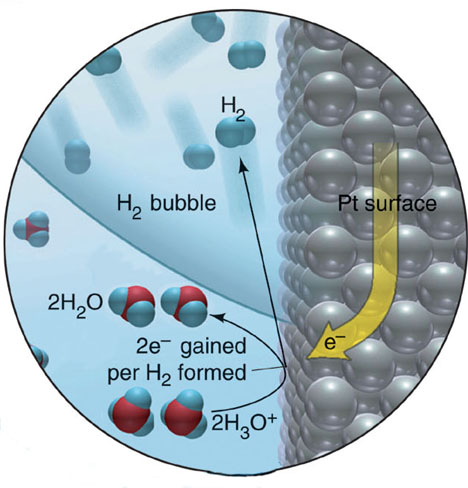 H₂
H₂ bubble
Pt surface
2H₂O
e⁻
2e⁻ gained
per H₂ formed
2H₃O⁺